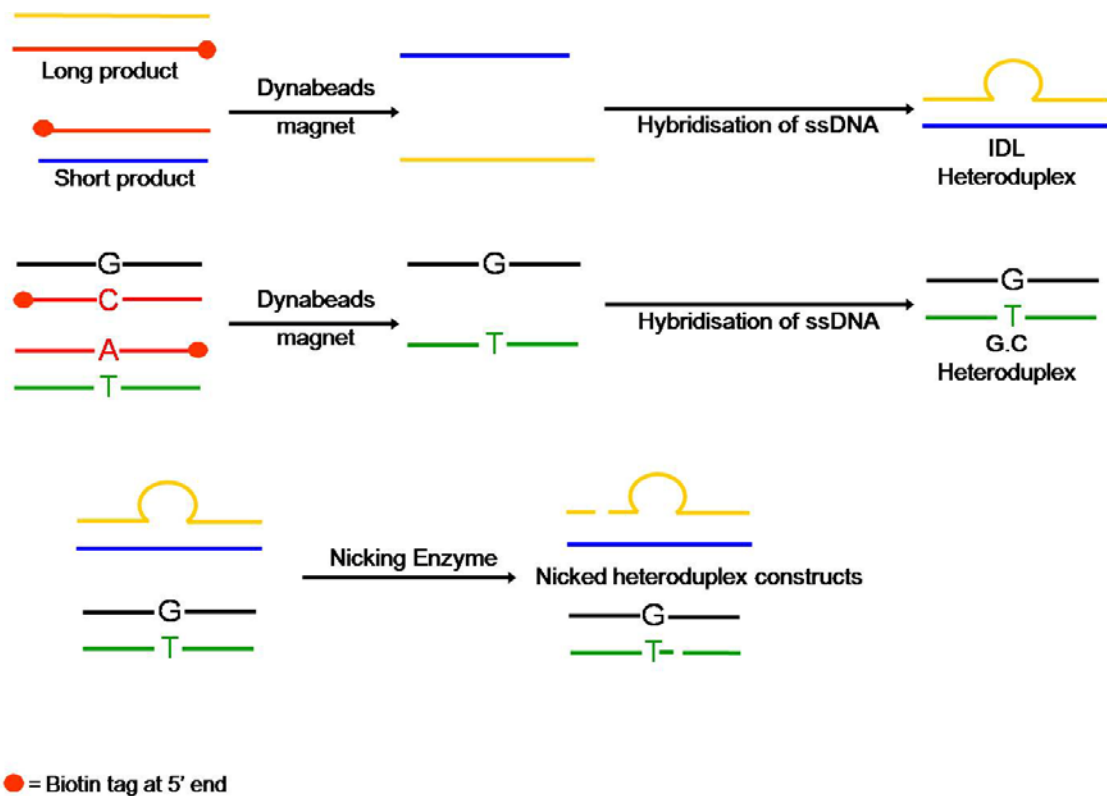 Long product
Short product
Dynabeads
magnet
Hybridisation of ssDNA
IDL
Heteroduplex
G
C
A
T
Dynabeads
magnet
G
T
Hybridisation of ssDNA
G
T
G.C
Heteroduplex
G
T
Nicking Enzyme
Nicked heteroduplex constructs
G
T
= Biotin tag at 5' end